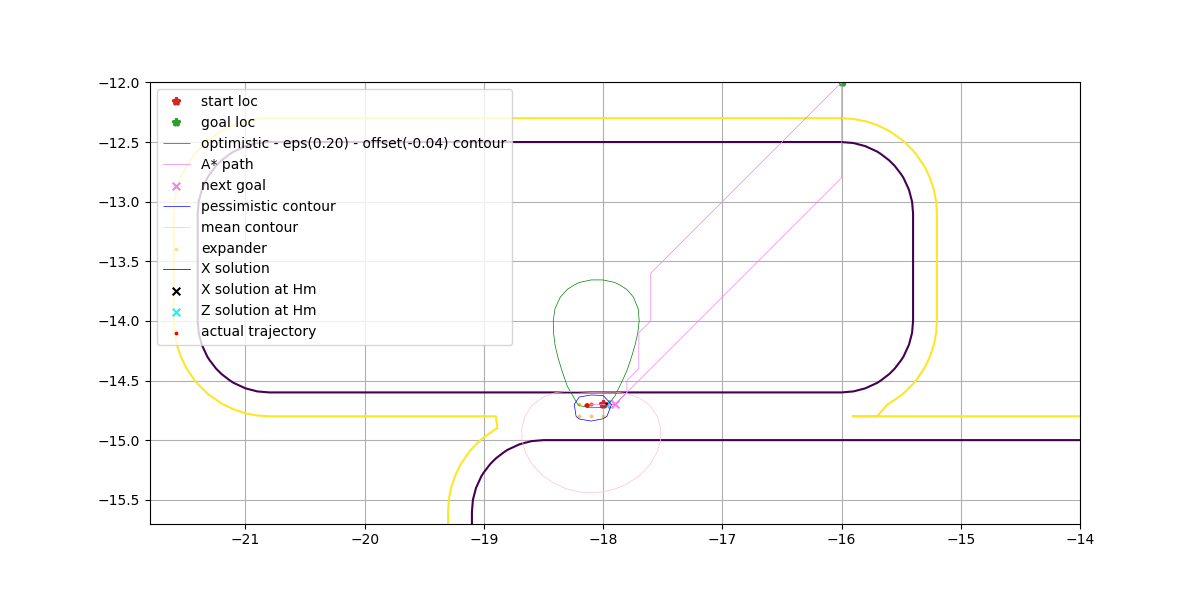 −12.0
−12.5
−13.0
−13.5
−14.0
−14.5
−15.0
−15.5
start loc
goal loc
optimistic - eps(0.20) - offset(-0.04) contour
A* path
next goal
pessimistic contour
mean contour
expander
X solution
X solution at Hm
Z solution at Hm
actual trajectory
−21 −20 −19 −18 −17 −16 −15 −14